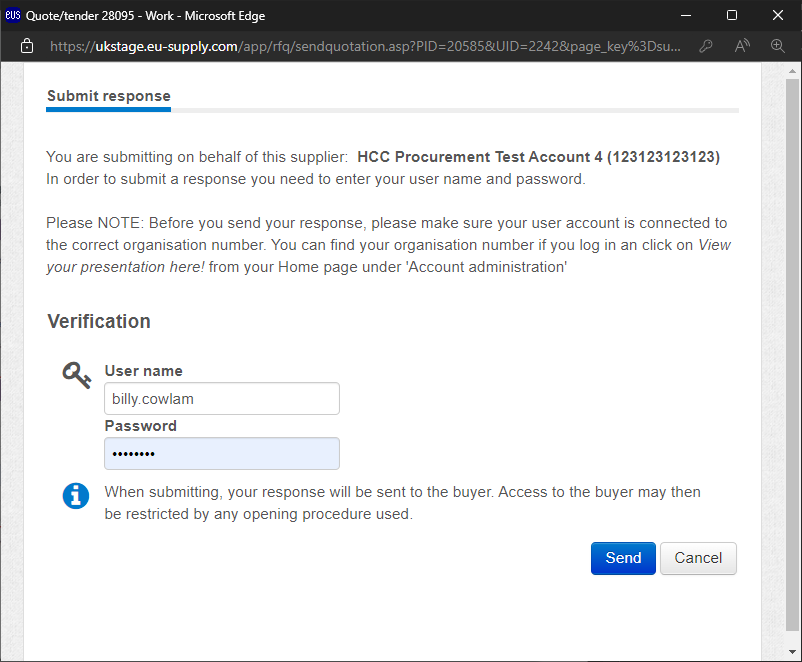 eus Quote/tender 28095 - Work - Microsoft Edge
https://ukstage.eu-supply.com/app/rfq/sendquotation.asp?PID=20585&UID=2242&page_key%3Dsu...
Submit response
You are submitting on behalf of this supplier: HCC Procurement Test Account 4 (123123123123)
In order to submit a response you need to enter your user name and password.
Please NOTE: Before you send your response, please make sure your user account is connected to
the correct organisation number. You can find your organisation number if you log in an click on View
your presentation here! from your Home page under 'Account administration'
Verification
User name
billy.cowlam
Password
••••••••
When submitting, your response will be sent to the buyer. Access to the buyer may then
be restricted by any opening procedure used.
Send Cancel